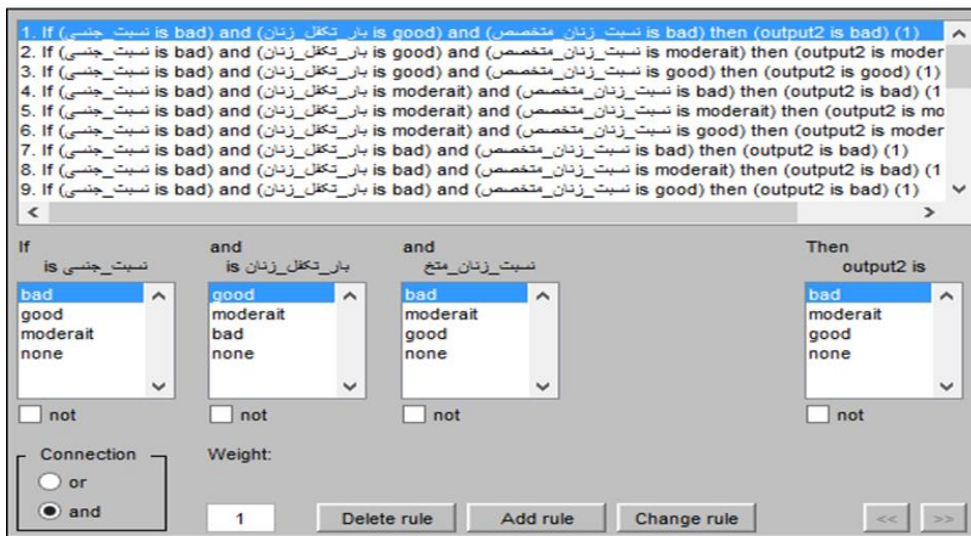 1. If (نسبت_جنسی is bad) and (بار_تکفل_زنان is good) and (نسبت_زنان_متخصص is bad) then (output2 is bad) (1)
2. If (نسبت_جنسی is bad) and (بار_تکفل_زنان is good) and (نسبت_زنان_متخصص is moderait) then (output2 is moder
3. If (نسبت_جنسی is bad) and (بار_تکفل_زنان is good) and (نسبت_زنان_متخصص is good) then (output2 is good) (1)
4. If (نسبت_جنسی is bad) and (بار_تکفل_زنان is moderait) and (نسبت_زنان_متخصص is bad) then (output2 is bad) (1
5. If (نسبت_جنسی is bad) and (بار_تکفل_زنان is moderait) and (نسبت_زنان_متخصص is moderait) then (output2 is mo
6. If (نسبت_جنسی is bad) and (بار_تکفل_زنان is moderait) and (نسبت_زنان_متخصص is good) then (output2 is moder
7. If (نسبت_جنسی is bad) and (بار_تکفل_زنان is bad) and (نسبت_زنان_متخصص is bad) then (output2 is bad) (1)
8. If (نسبت_جنسی is bad) and (بار_تکفل_زنان is bad) and (نسبت_زنان_متخصص is moderait) then (output2 is bad) (1
9. If (نسبت_جنسی is bad) and (بار_تکفل_زنان is bad) and (نسبت_زنان_متخصص is good) then (output2 is bad) (1)
If and and Then
نسبت_جنسی is بار_تکفل_زنان is نسبت_زنان_متخ output2 is
bad good bad bad
good moderait moderait moderait
moderait bad good good
none none none none
not not not not
Connection Weight:
or
and 1 Delete rule Add rule Change rule << >>